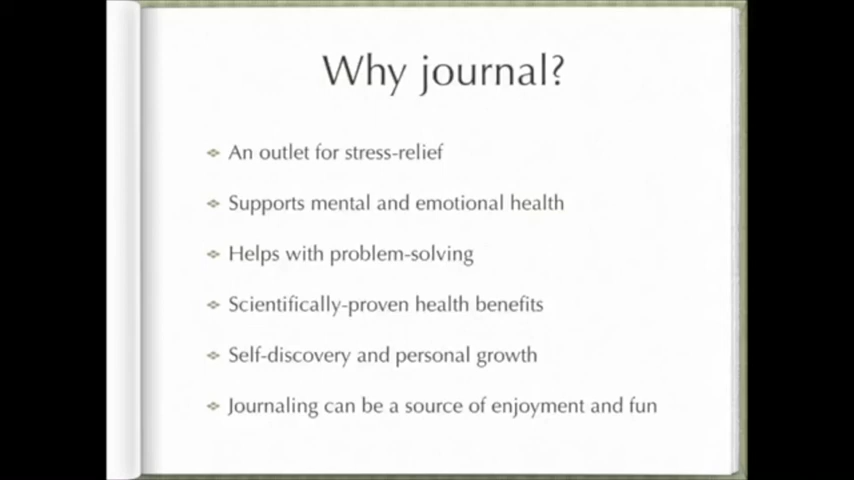 Why journal?
An outlet for stress-relief
Supports mental and emotional health
Helps with problem-solving
Scientifically-proven health benefits
Self-discovery and personal growth
Journaling can be a source of enjoyment and fun